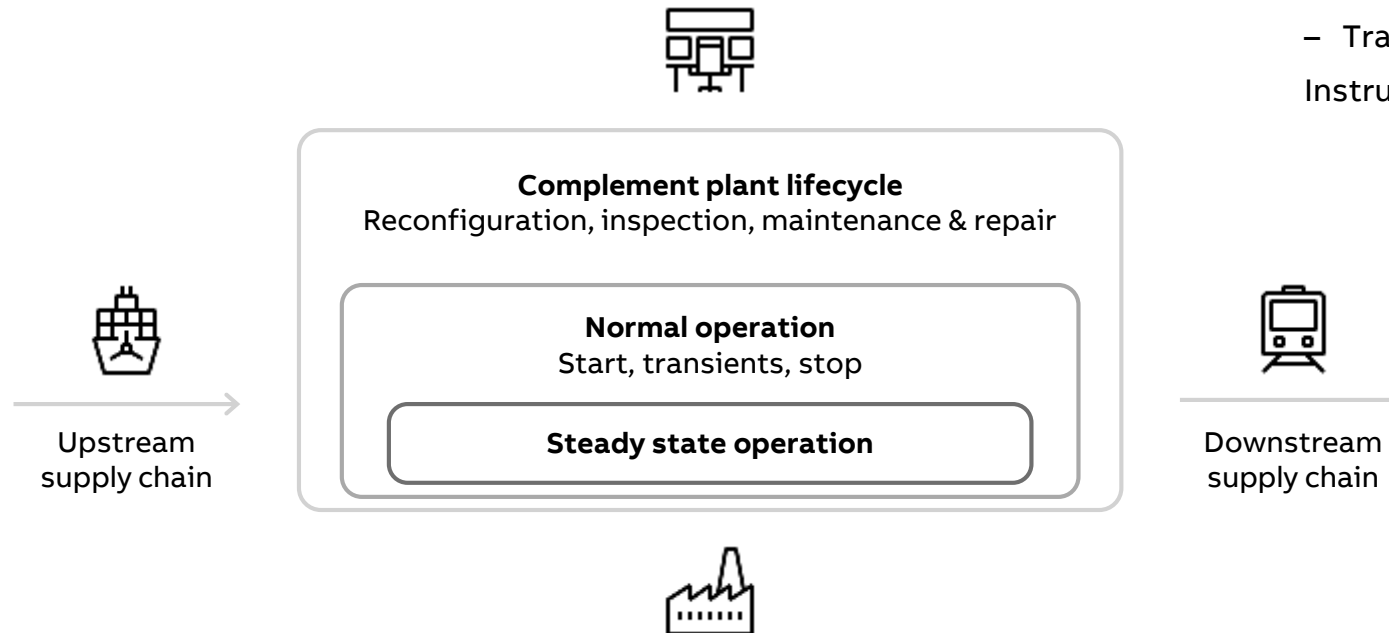 – Tra
Instru
Complement plant lifecycle
Reconfiguration, inspection, maintenance & repair
Normal operation
Start, transients, stop
Steady state operation
Upstream
supply chain
Downstream
supply chain